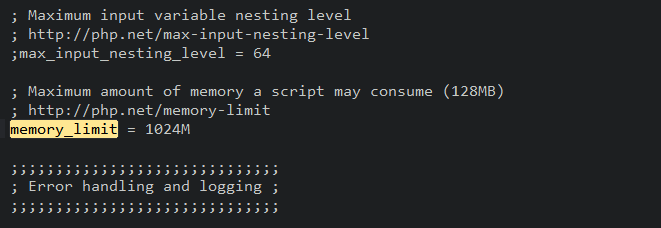 ; Maximum input variable nesting level
; http://php.net/max-input-nesting-level
;max_input_nesting_level = 64
; Maximum amount of memory a script may consume (128MB)
; http://php.net/memory-limit
memory_limit = 1024M
;;;;;;;;;;;;;;;;;;;;;;;;;;;;;;
; Error handling and logging ;
;;;;;;;;;;;;;;;;;;;;;;;;;;;;;;